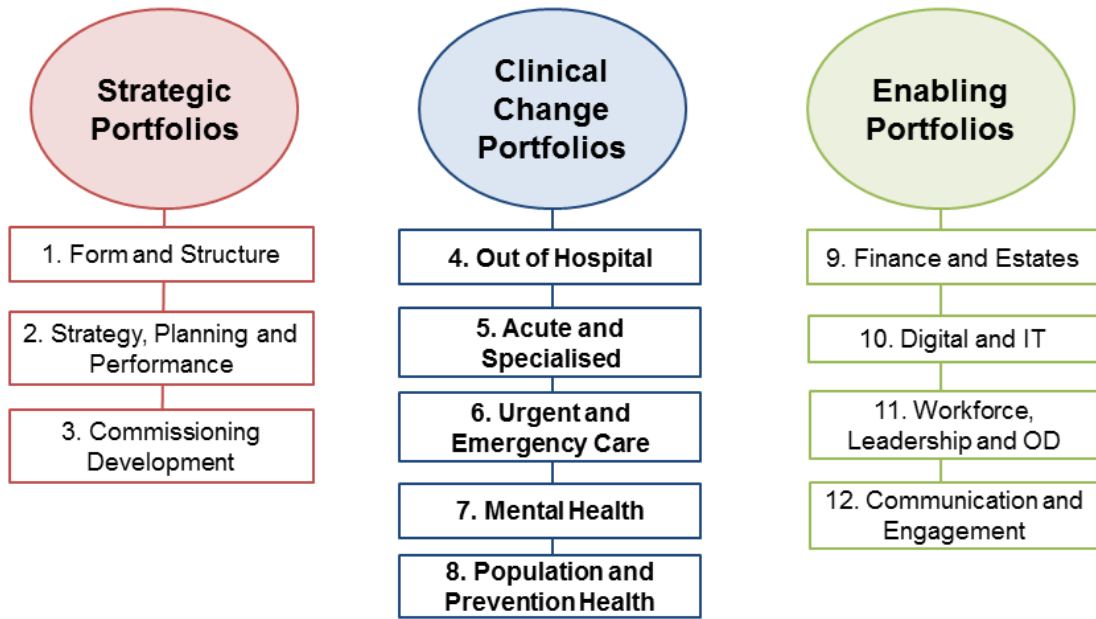 Strategic
Portfolios
1. Form and Structure
2. Strategy, Planning and
Performance
3. Commissioning
Development
Clinical
Change
Portfolios
4. Out of Hospital
5. Acute and
Specialised
6. Urgent and
Emergency Care
7. Mental Health
8. Population and
Prevention Health
Enabling
Portfolios
9. Finance and Estates
10. Digital and IT
11. Workforce,
Leadership and OD
12. Communication and
Engagement